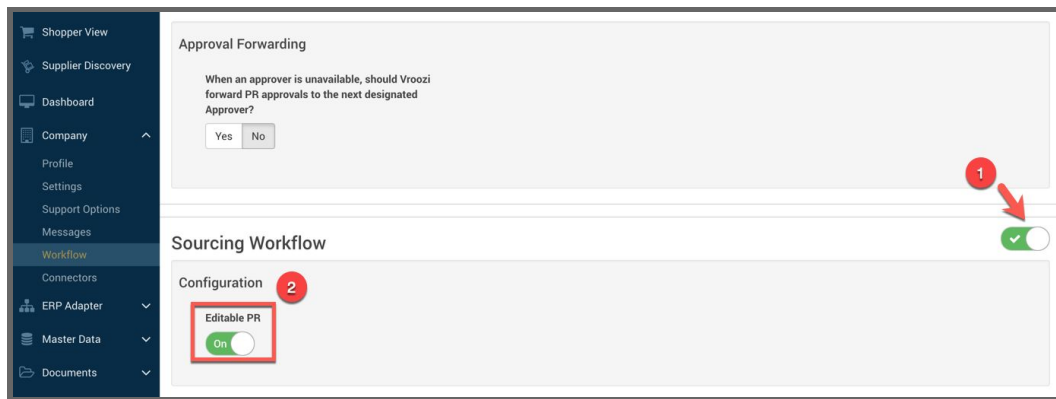 Shopper View
Supplier Discovery
Dashboard
Company
Profile
Settings
Support Options
Messages
Workflow
Connectors
ERP Adapter
Master Data
Documents
Approval Forwarding
When an approver is unavailable, should Vroozi
forward PR approvals to the next designated
Approver?
Yes No
1
Sourcing Workflow
Configuration
2
Editable PR
On